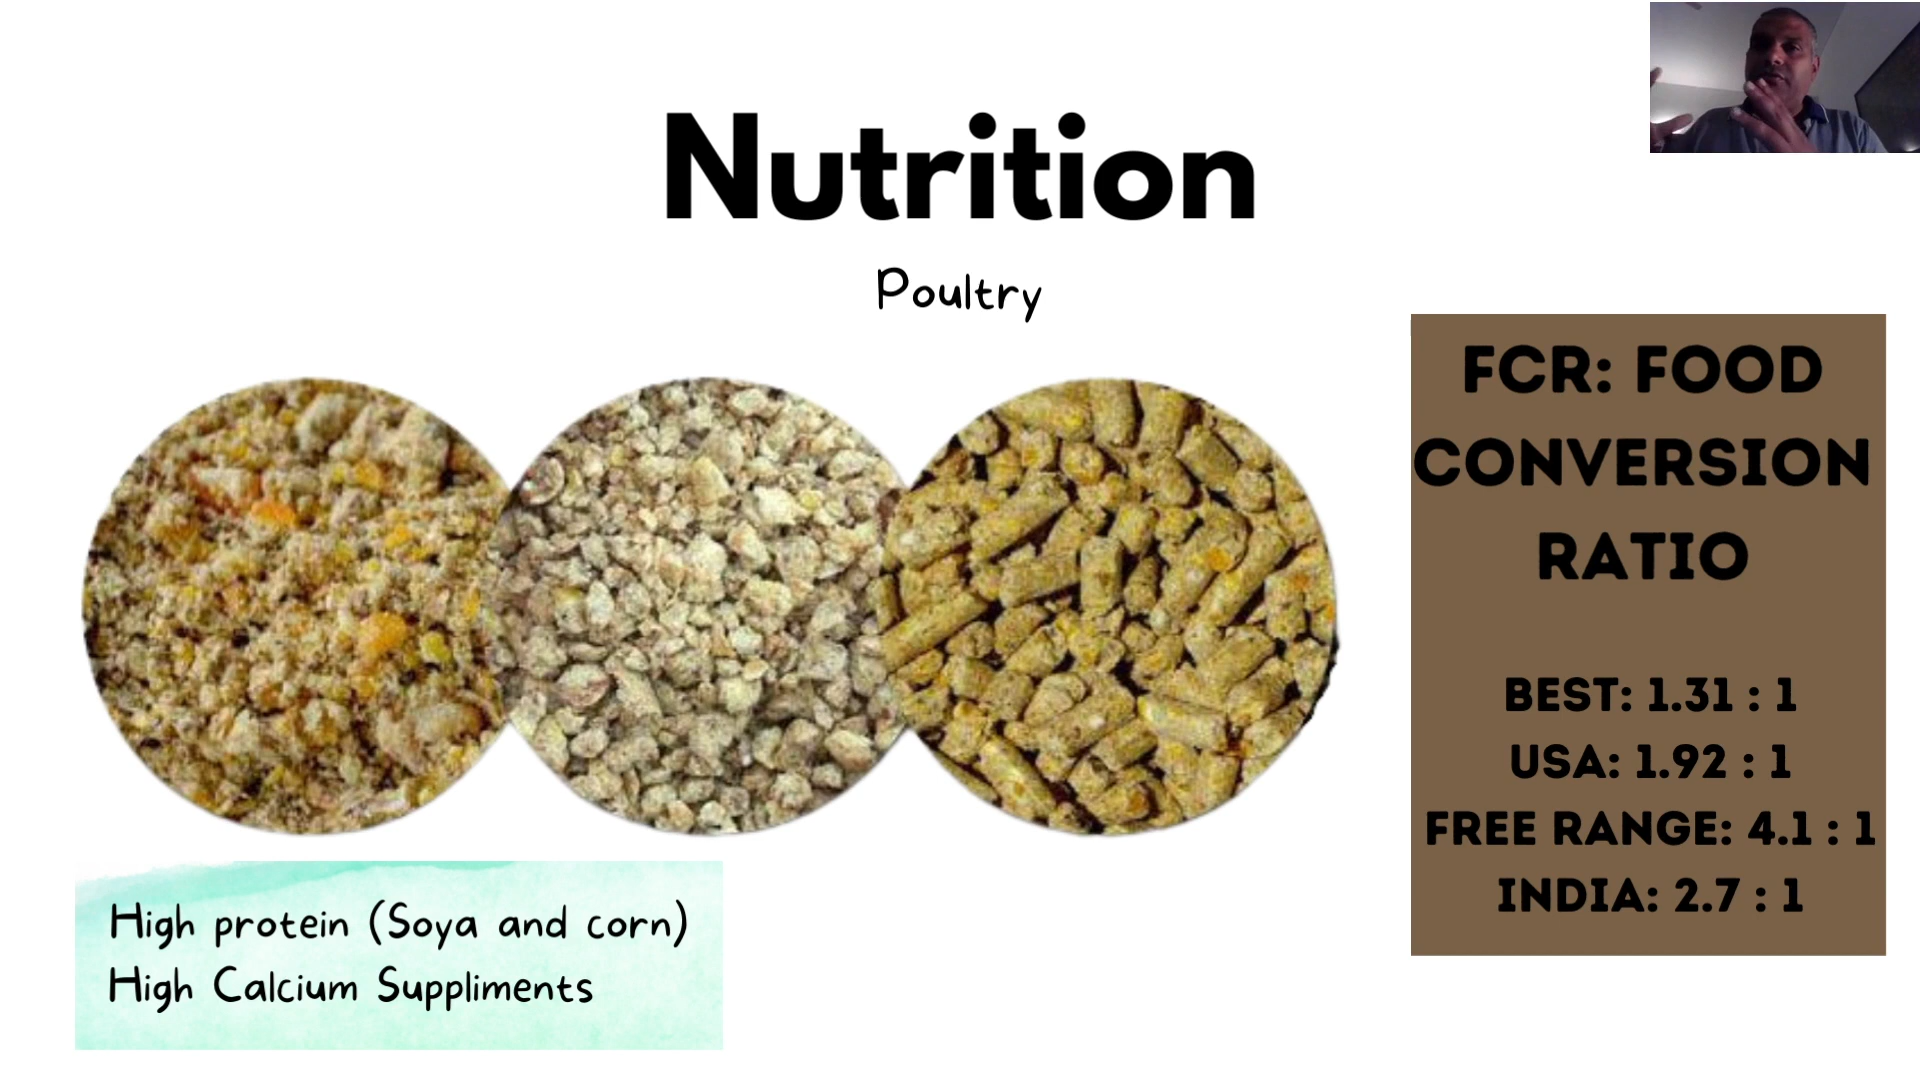 Nutrition
Poultry
FCR: FOOD
CONVERSION
RATIO
BEST: 1.31 : 1
USA: 1.92 : 1
FREE RANGE: 4.1 : 1
INDIA: 2.7 : 1
High protein (Soya and corn)
High Calcium Suppliments